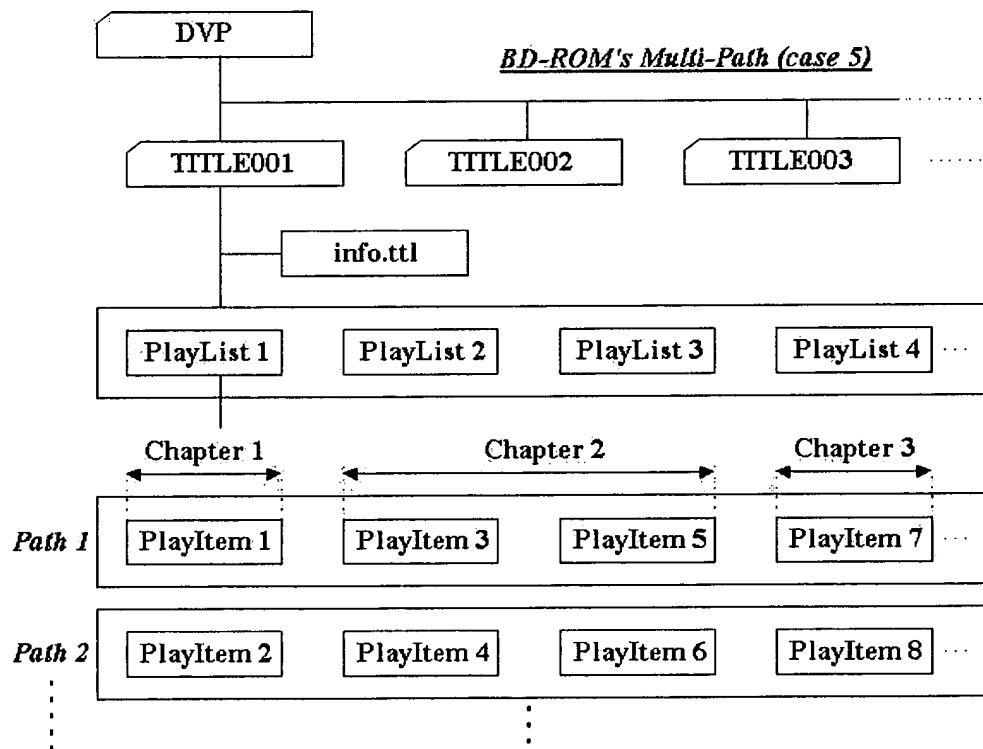 DVP
BD-ROM's Multi-Path (case 5)
TITLE001 TITLE002 TITLE003
info.ttl
PlayList 1 PlayList 2 PlayList 3 PlayList 4
Chapter 1 Chapter 2 Chapter 3
Path 1 PlayItem 1 PlayItem 3 PlayItem 5 PlayItem 7
Path 2 PlayItem 2 PlayItem 4 PlayItem 6 PlayItem 8